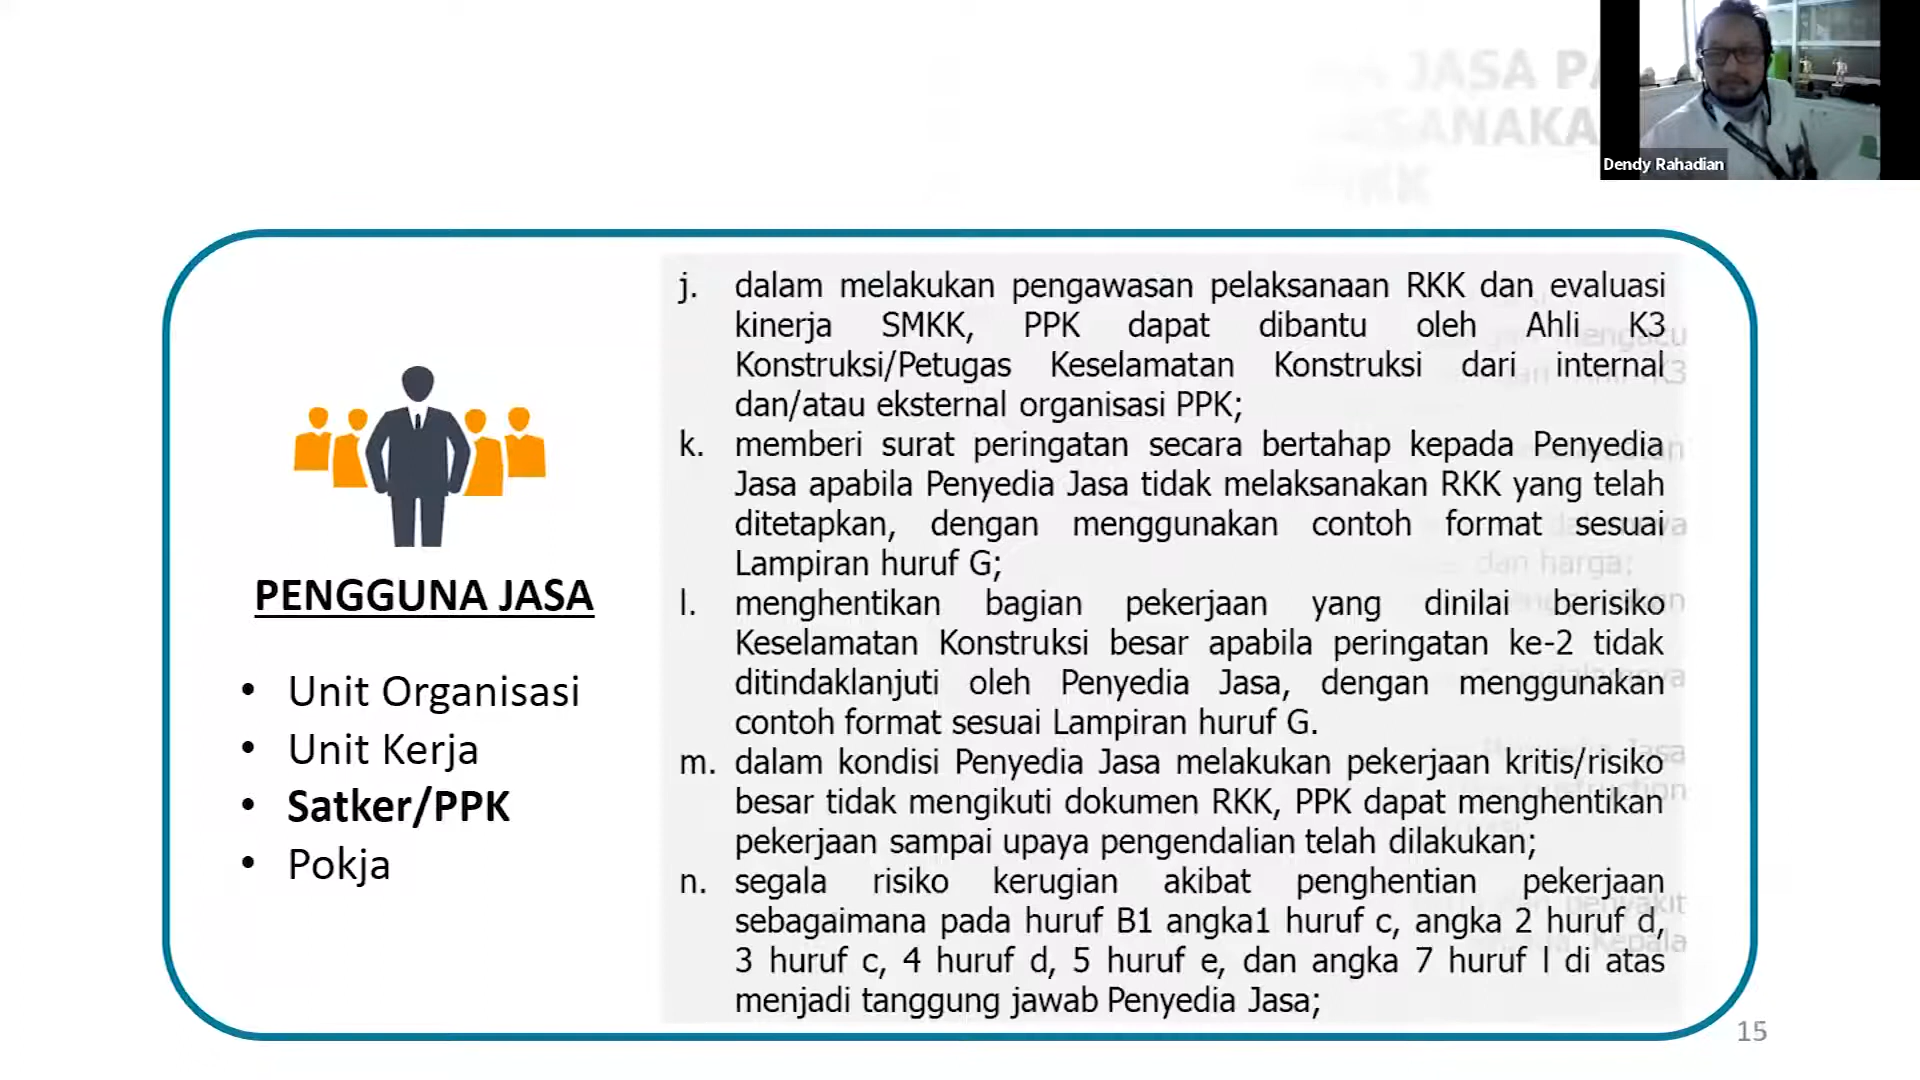 JASA PA
SANAKA
Dendy Rahadian
PENGGUNA JASA
• Unit Organisasi
• Unit Kerja
• Satker/PPK
• Pokja
j. dalam melakukan pengawasan pelaksanaan RKK dan evaluasi
kinerja SMKK, PPK dapat dibantu oleh Ahli K3
Konstruksi/Petugas Keselamatan Konstruksi dari internal
dan/atau eksternal organisasi PPK;
k. memberi surat peringatan secara bertahap kepada Penyedia
Jasa apabila Penyedia Jasa tidak melaksanakan RKK yang telah
ditetapkan, dengan menggunakan contoh format sesuai
Lampiran huruf G;
l. menghentikan bagian pekerjaan yang dinilai berisiko
Keselamatan Konstruksi besar apabila peringatan ke-2 tidak
ditindaklanjuti oleh Penyedia Jasa, dengan menggunakan
contoh format sesuai Lampiran huruf G.
m. dalam kondisi Penyedia Jasa melakukan pekerjaan kritis/risiko
besar tidak mengikuti dokumen RKK, PPK dapat menghentikan
pekerjaan sampai upaya pengendalian telah dilakukan;
n. segala risiko kerugian akibat penghentian pekerjaan
sebagaimana pada huruf B1 angka1 huruf c, angka 2 huruf d,
3 huruf c, 4 huruf d, 5 huruf e, dan angka 7 huruf l di atas
menjadi tanggung jawab Penyedia Jasa;
15